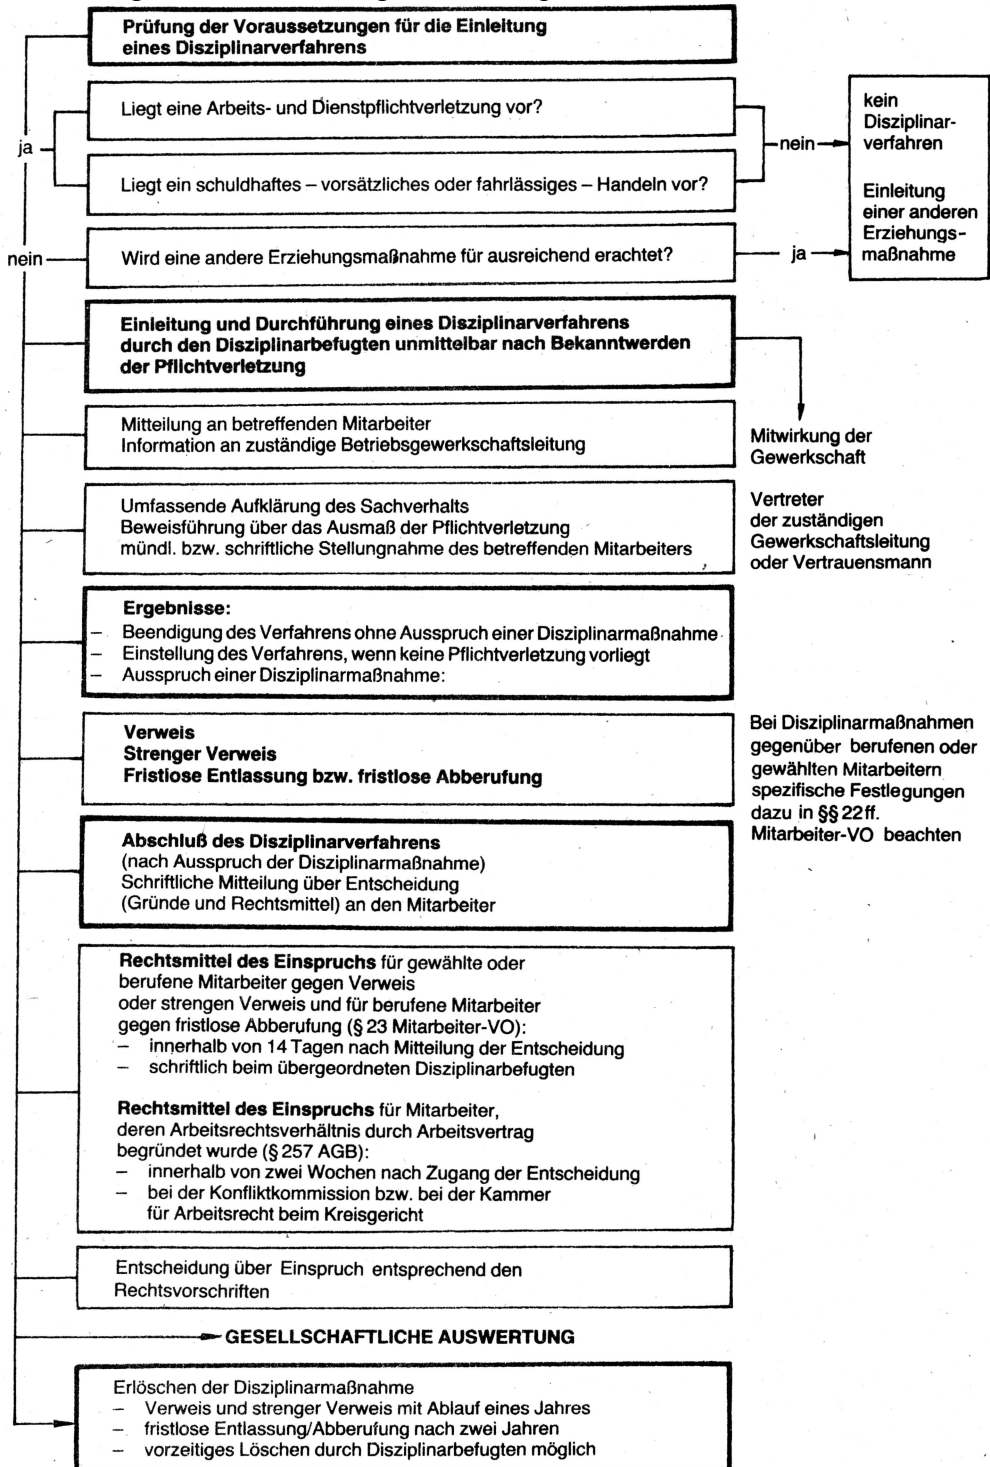 Prüfung der Voraussetzungen für die Einleitung
eines Disziplinarverfahrens
Liegt eine Arbeits- und Dienstpflichtverletzung vor?
ja
nein
kein
Disziplinar-
verfahren
Einleitung
einer anderen
Erziehungs-
maßnahme
Liegt ein schuldhaftes – vorsätzliches oder fahrlässiges – Handeln vor?
nein
Wird eine andere Erziehungsmaßnahme für ausreichend erachtet?
ja
Einleitung und Durchführung eines Disziplinarverfahrens
durch den Disziplinarbefugten unmittelbar nach Bekanntwerden
der Pflichtverletzung
Mitteilung an betreffenden Mitarbeiter
Information an zuständige Betriebsgewerkschaftsleitung
Mitwirkung der
Gewerkschaft
Umfassende Aufklärung des Sachverhalts
Beweisführung über das Ausmaß der Pflichtverletzung
mündl. bzw. schriftliche Stellungnahme des betreffenden Mitarbeiters
Vertreter
der zuständigen
Gewerkschaftsleitung
oder Vertrauensmann
Ergebnisse:
– Beendigung des Verfahrens ohne Ausspruch einer Disziplinarmaßnahme
– Einstellung des Verfahrens, wenn keine Pflichtverletzung vorliegt
– Ausspruch einer Disziplinarmaßnahme:
Verweis
Strenger Verweis
Fristlose Entlassung bzw. fristlose Abberufung
Bei Disziplinarmaßnahmen
gegenüber berufenen oder
gewählten Mitarbeitern
spezifische Festlegungen
dazu in §§ 22 ff.
Mitarbeiter-VO beachten
Abschluß des Disziplinarverfahrens
(nach Ausspruch der Disziplinarmaßnahme)
Schriftliche Mitteilung über Entscheidung
(Gründe und Rechtsmittel) an den Mitarbeiter
Rechtsmittel des Einspruchs für gewählte oder
berufene Mitarbeiter gegen Verweis
oder strengen Verweis und für berufene Mitarbeiter
gegen fristlose Abberufung (§ 23 Mitarbeiter-VO):
– innerhalb von 14 Tagen nach Mitteilung der Entscheidung
– schriftlich beim übergeordneten Disziplinarbefugten
Rechtsmittel des Einspruchs für Mitarbeiter,
deren Arbeitsrechtsverhältnis durch Arbeitsvertrag
begründet wurde (§ 257 AGB):
– innerhalb von zwei Wochen nach Zugang der Entscheidung
– bei der Konfliktkommission bzw. bei der Kammer
für Arbeitsrecht beim Kreisgericht
Entscheidung über Einspruch entsprechend den
Rechtsvorschriften
GESELLSCHAFTLICHE AUSWERTUNG
Erlöschen der Disziplinarmaßnahme
– Verweis und strenger Verweis mit Ablauf eines Jahres
– fristlose Entlassung/Abberufung nach zwei Jahren
– vorzeitiges Löschen durch Disziplinarbefugten möglich